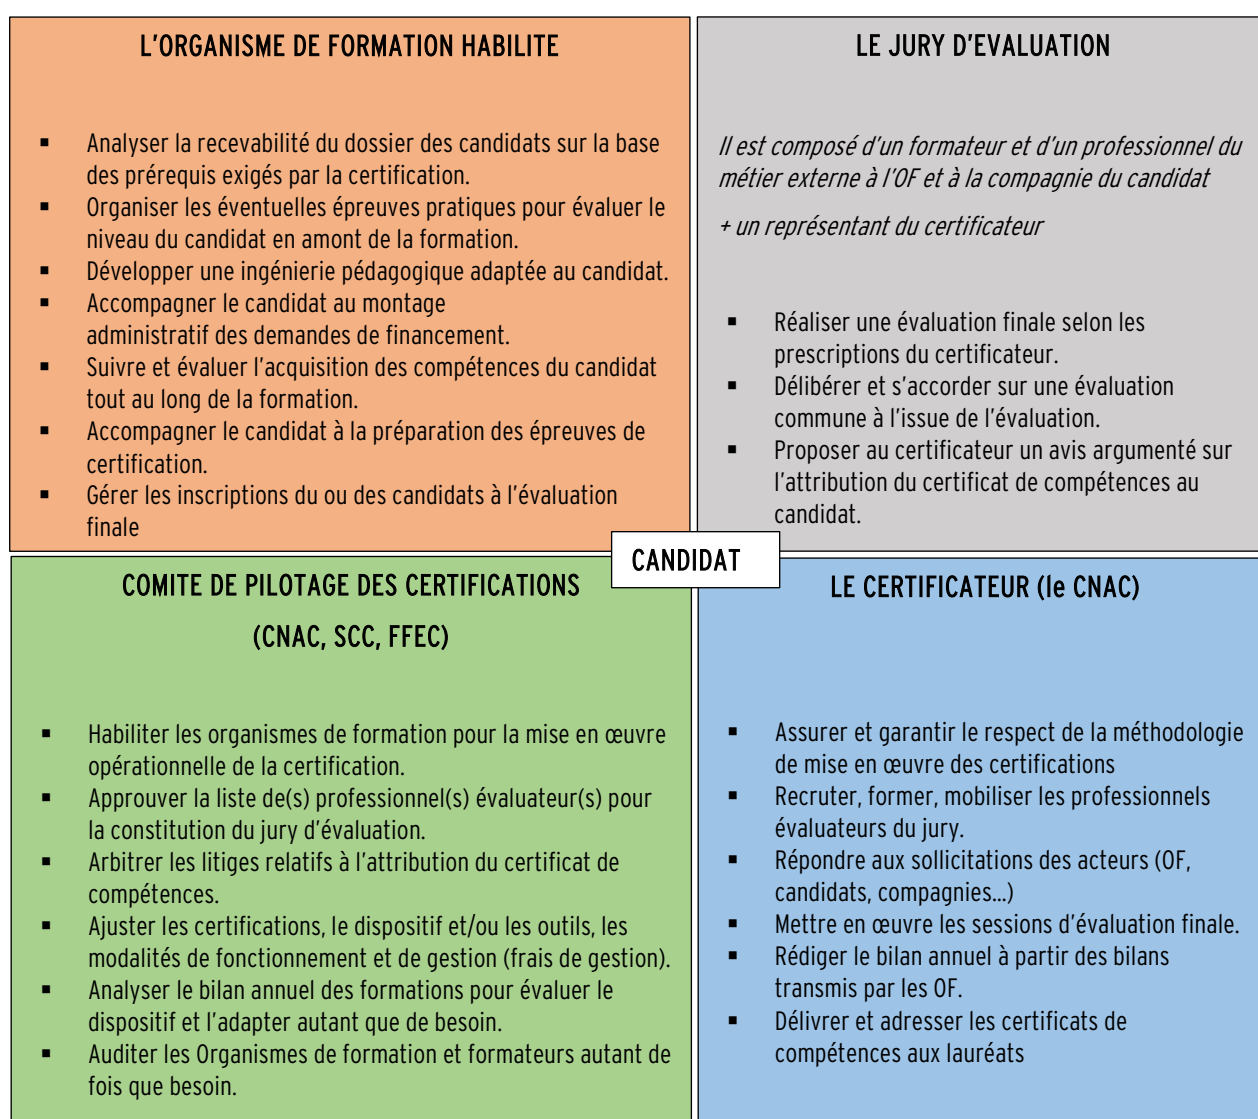 L'ORGANISME DE FORMATION HABILITE
▪ Analyser la recevabilité du dossier des candidats sur la base
des prérequis exigés par la certification.
▪ Organiser les éventuelles épreuves pratiques pour évaluer le
niveau du candidat en amont de la formation.
▪ Développer une ingénierie pédagogique adaptée au candidat.
▪ Accompagner le candidat au montage
administratif des demandes de financement.
▪ Suivre et évaluer l'acquisition des compétences du candidat
tout au long de la formation.
▪ Accompagner le candidat à la préparation des épreuves de
certification.
▪ Gérer les inscriptions du ou des candidats à l'évaluation
finale
LE JURY D'EVALUATION
Il est composé d'un formateur et d'un professionnel du
métier externe à l'OF et à la compagnie du candidat
+ un représentant du certificateur
▪ Réaliser une évaluation finale selon les
prescriptions du certificateur.
▪ Délibérer et s'accorder sur une évaluation
commune à l'issue de l'évaluation.
▪ Proposer au certificateur un avis argumenté sur
l'attribution du certificat de compétences au
candidat.
CANDIDAT
COMITE DE PILOTAGE DES CERTIFICATIONS
(CNAC, SCC, FFEC)
▪ Habiliter les organismes de formation pour la mise en œuvre
opérationnelle de la certification.
▪ Approuver la liste de(s) professionnel(s) évaluateur(s) pour
la constitution du jury d'évaluation.
▪ Arbitrer les litiges relatifs à l'attribution du certificat de
compétences.
▪ Ajuster les certifications, le dispositif et/ou les outils, les
modalités de fonctionnement et de gestion (frais de gestion).
▪ Analyser le bilan annuel des formations pour évaluer le
dispositif et l'adapter autant que de besoin.
▪ Auditer les Organismes de formation et formateurs autant de
fois que besoin.
LE CERTIFICATEUR (le CNAC)
▪ Assurer et garantir le respect de la méthodologie
de mise en œuvre des certifications
▪ Recruter, former, mobiliser les professionnels
évaluateurs du jury.
▪ Répondre aux sollicitations des acteurs (OF,
candidats, compagnies…)
▪ Mettre en œuvre les sessions d'évaluation finale.
▪ Rédiger le bilan annuel à partir des bilans
transmis par les OF.
▪ Délivrer et adresser les certificats de
compétences aux lauréats